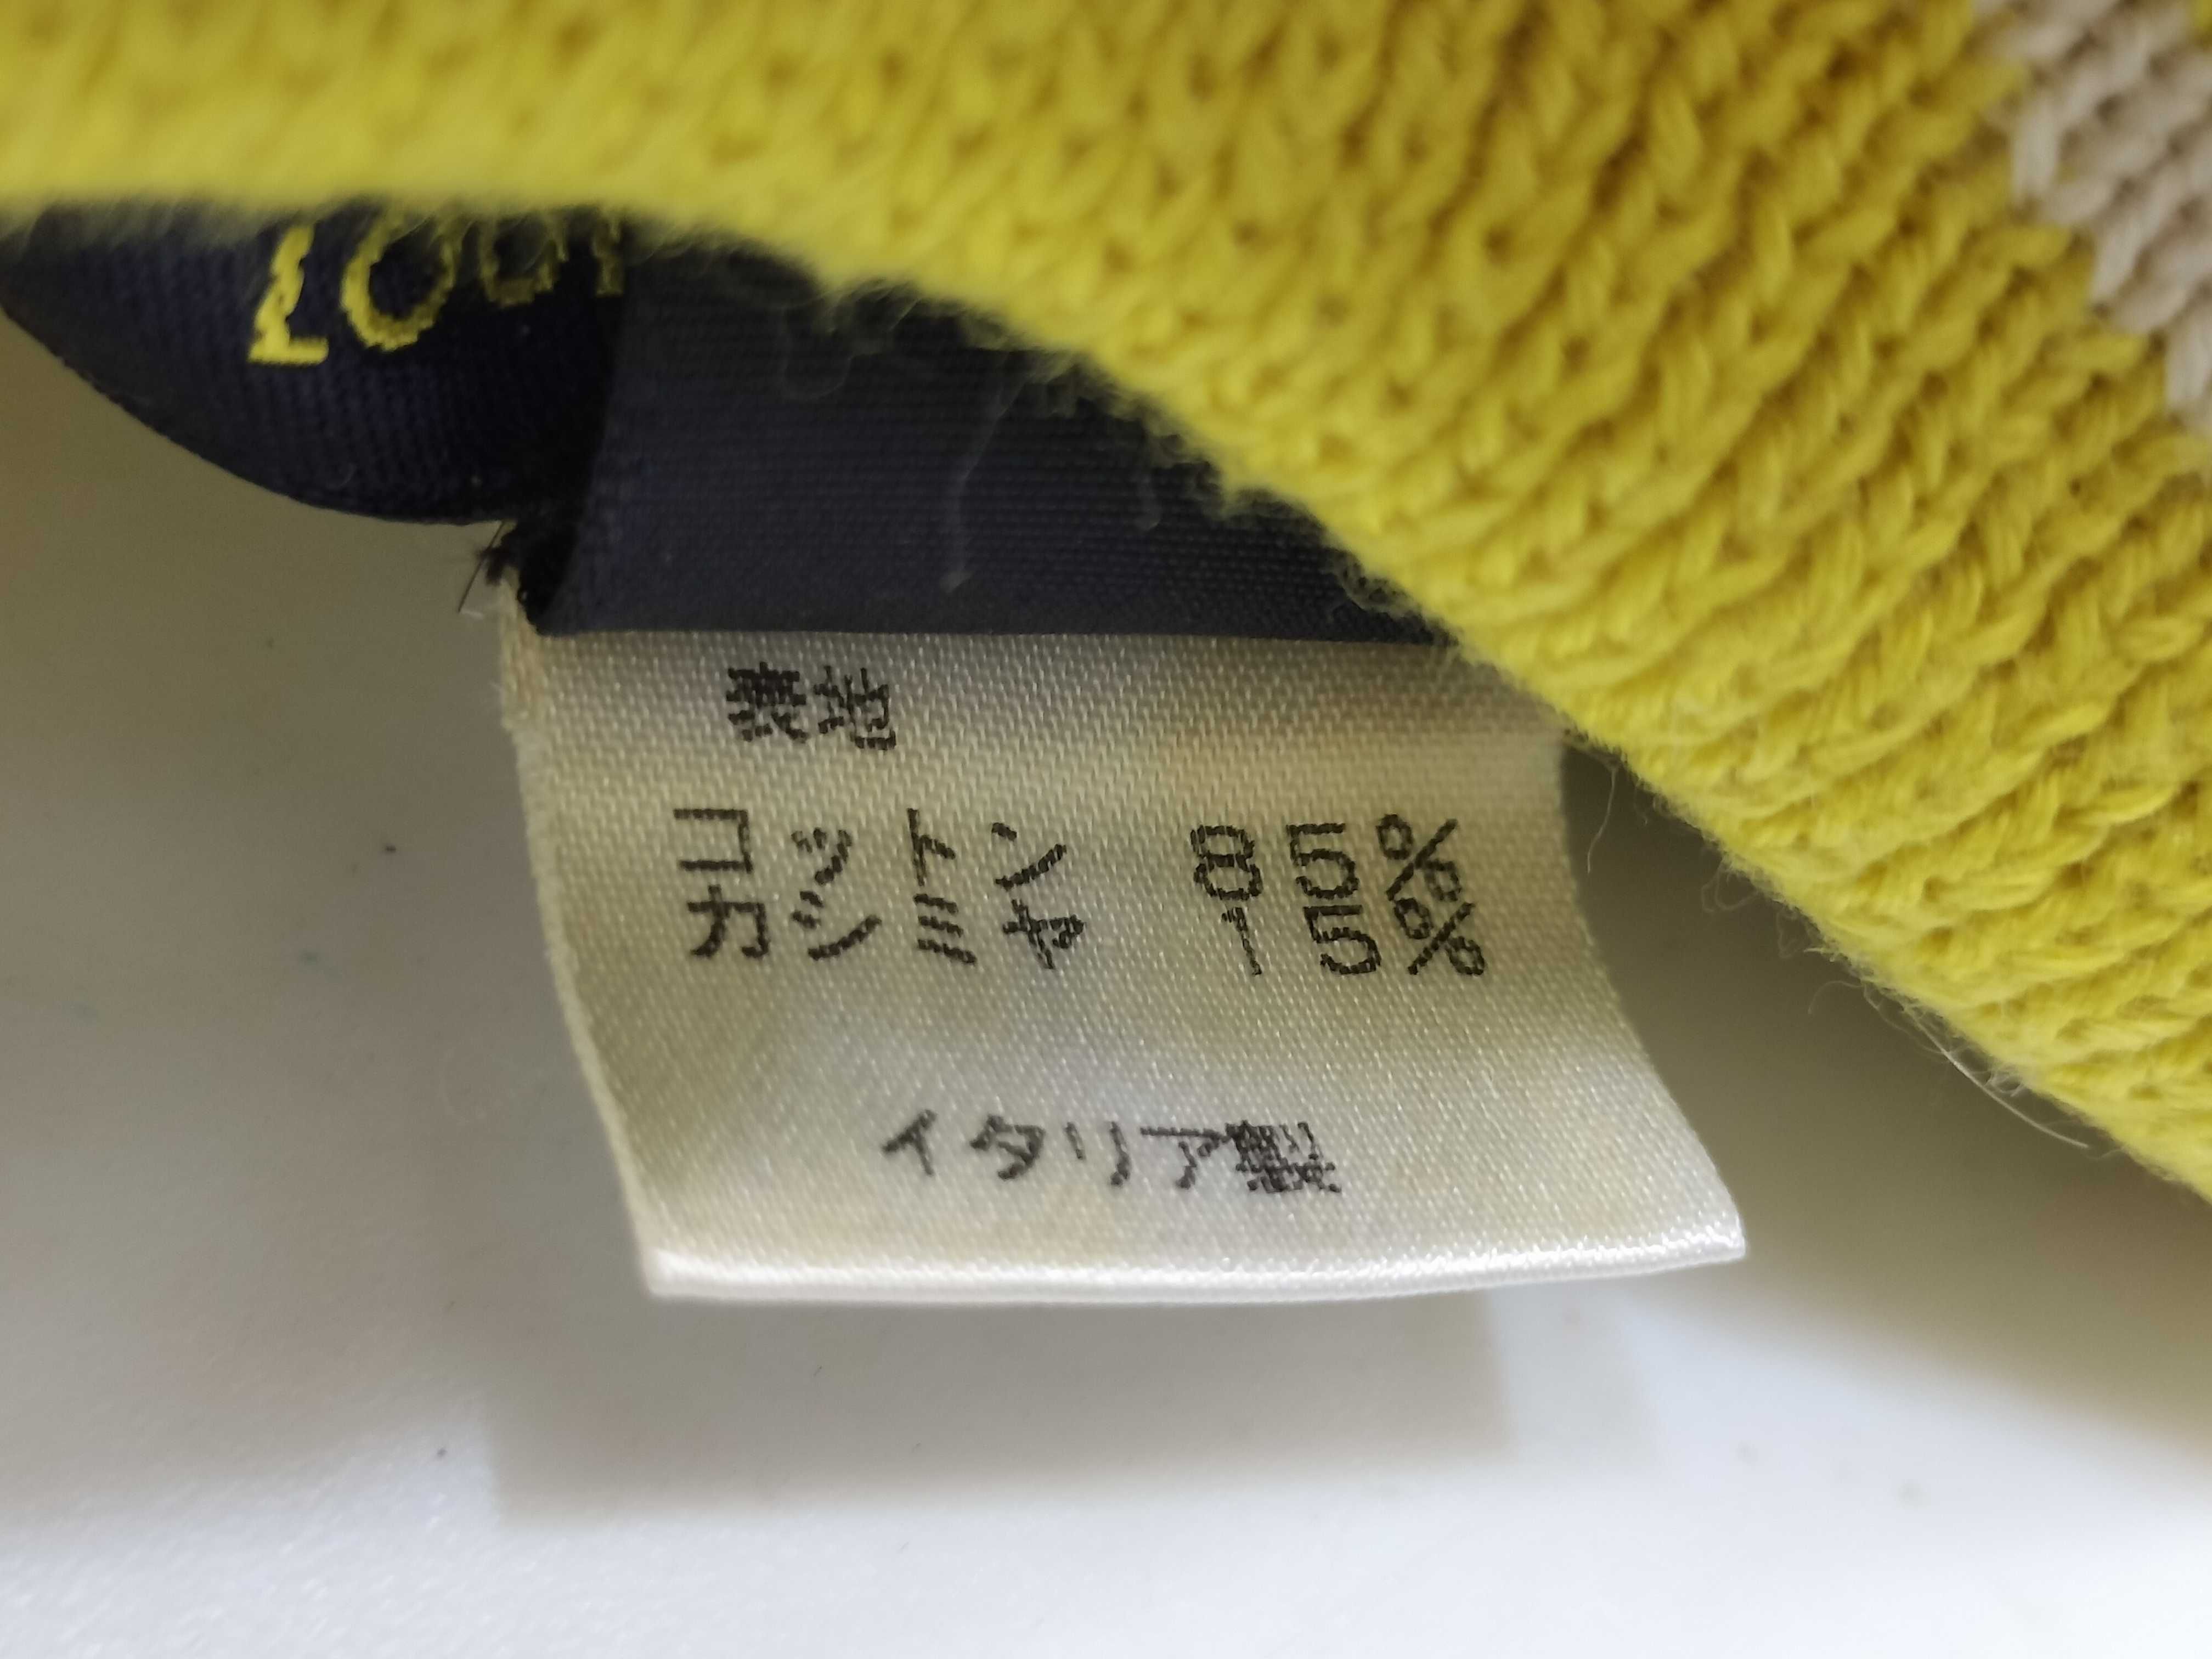 表地
コットン 85%
カシミヤ 15%
イタリア製